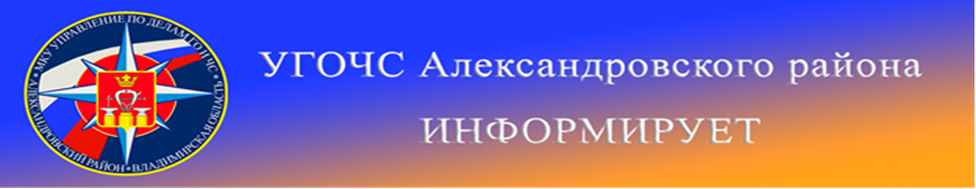 МКУ УПРАВЛЕНИЕ ПО ДЕЛАМ ГО И ЧС
АЛЕКСАНДРОВСКИЙ РАЙОН • ВЛАДИМИРСКАЯ ОБЛАСТЬ
УГОЧС Александровского района
ИНФОРМИРУЕТ